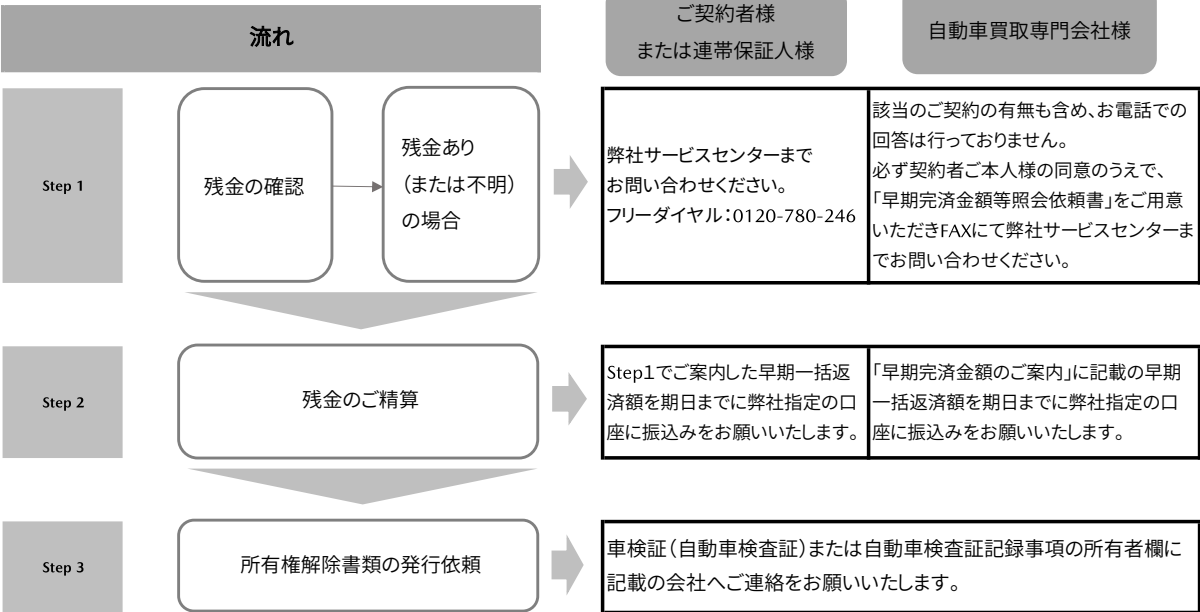 流れ
ご契約者様
または連帯保証人様
自動車買取専門会社様
Step 1
残金の確認
残金あり
（または不明）
の場合
弊社サービスセンターまで
お問い合わせください。
フリーダイヤル：0120-780-246
該当のご契約の有無も含め、お電話での
回答は行っておりません。
必ず契約者ご本人様の同意のうえで、
「早期完済金額等照会依頼書」をご用意
いただきFAXにて弊社サービスセンターま
でお問い合わせください。
Step 2
残金のご精算
Step1でご案内した早期一括返
済額を期日までに弊社指定の口
座に振込みをお願いいたします。
「早期完済金額のご案内」に記載の早期
一括返済額を期日までに弊社指定の口
座に振込みをお願いいたします。
Step 3
所有権解除書類の発行依頼
車検証（自動車検査証）または自動車検査証記録事項の所有者欄に
記載の会社へご連絡をお願いいたします。